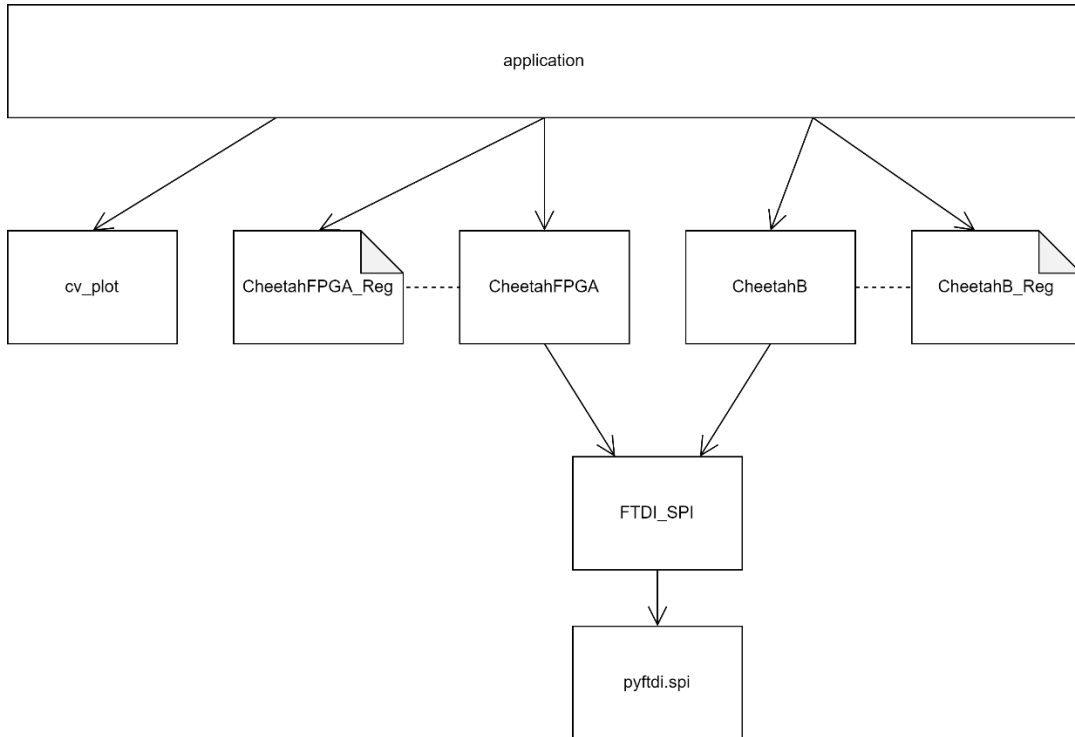 application
cv_plot
CheetahFPGA_Reg
CheetahFPGA
CheetahB
CheetahB_Reg
FTDI_SPI
pyftdi.spi